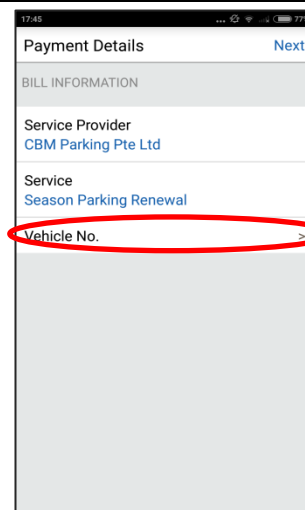 17:45 ... 77%
Payment Details Next
BILL INFORMATION
Service Provider
CBM Parking Pte Ltd
Service
Season Parking Renewal
Vehicle No. >